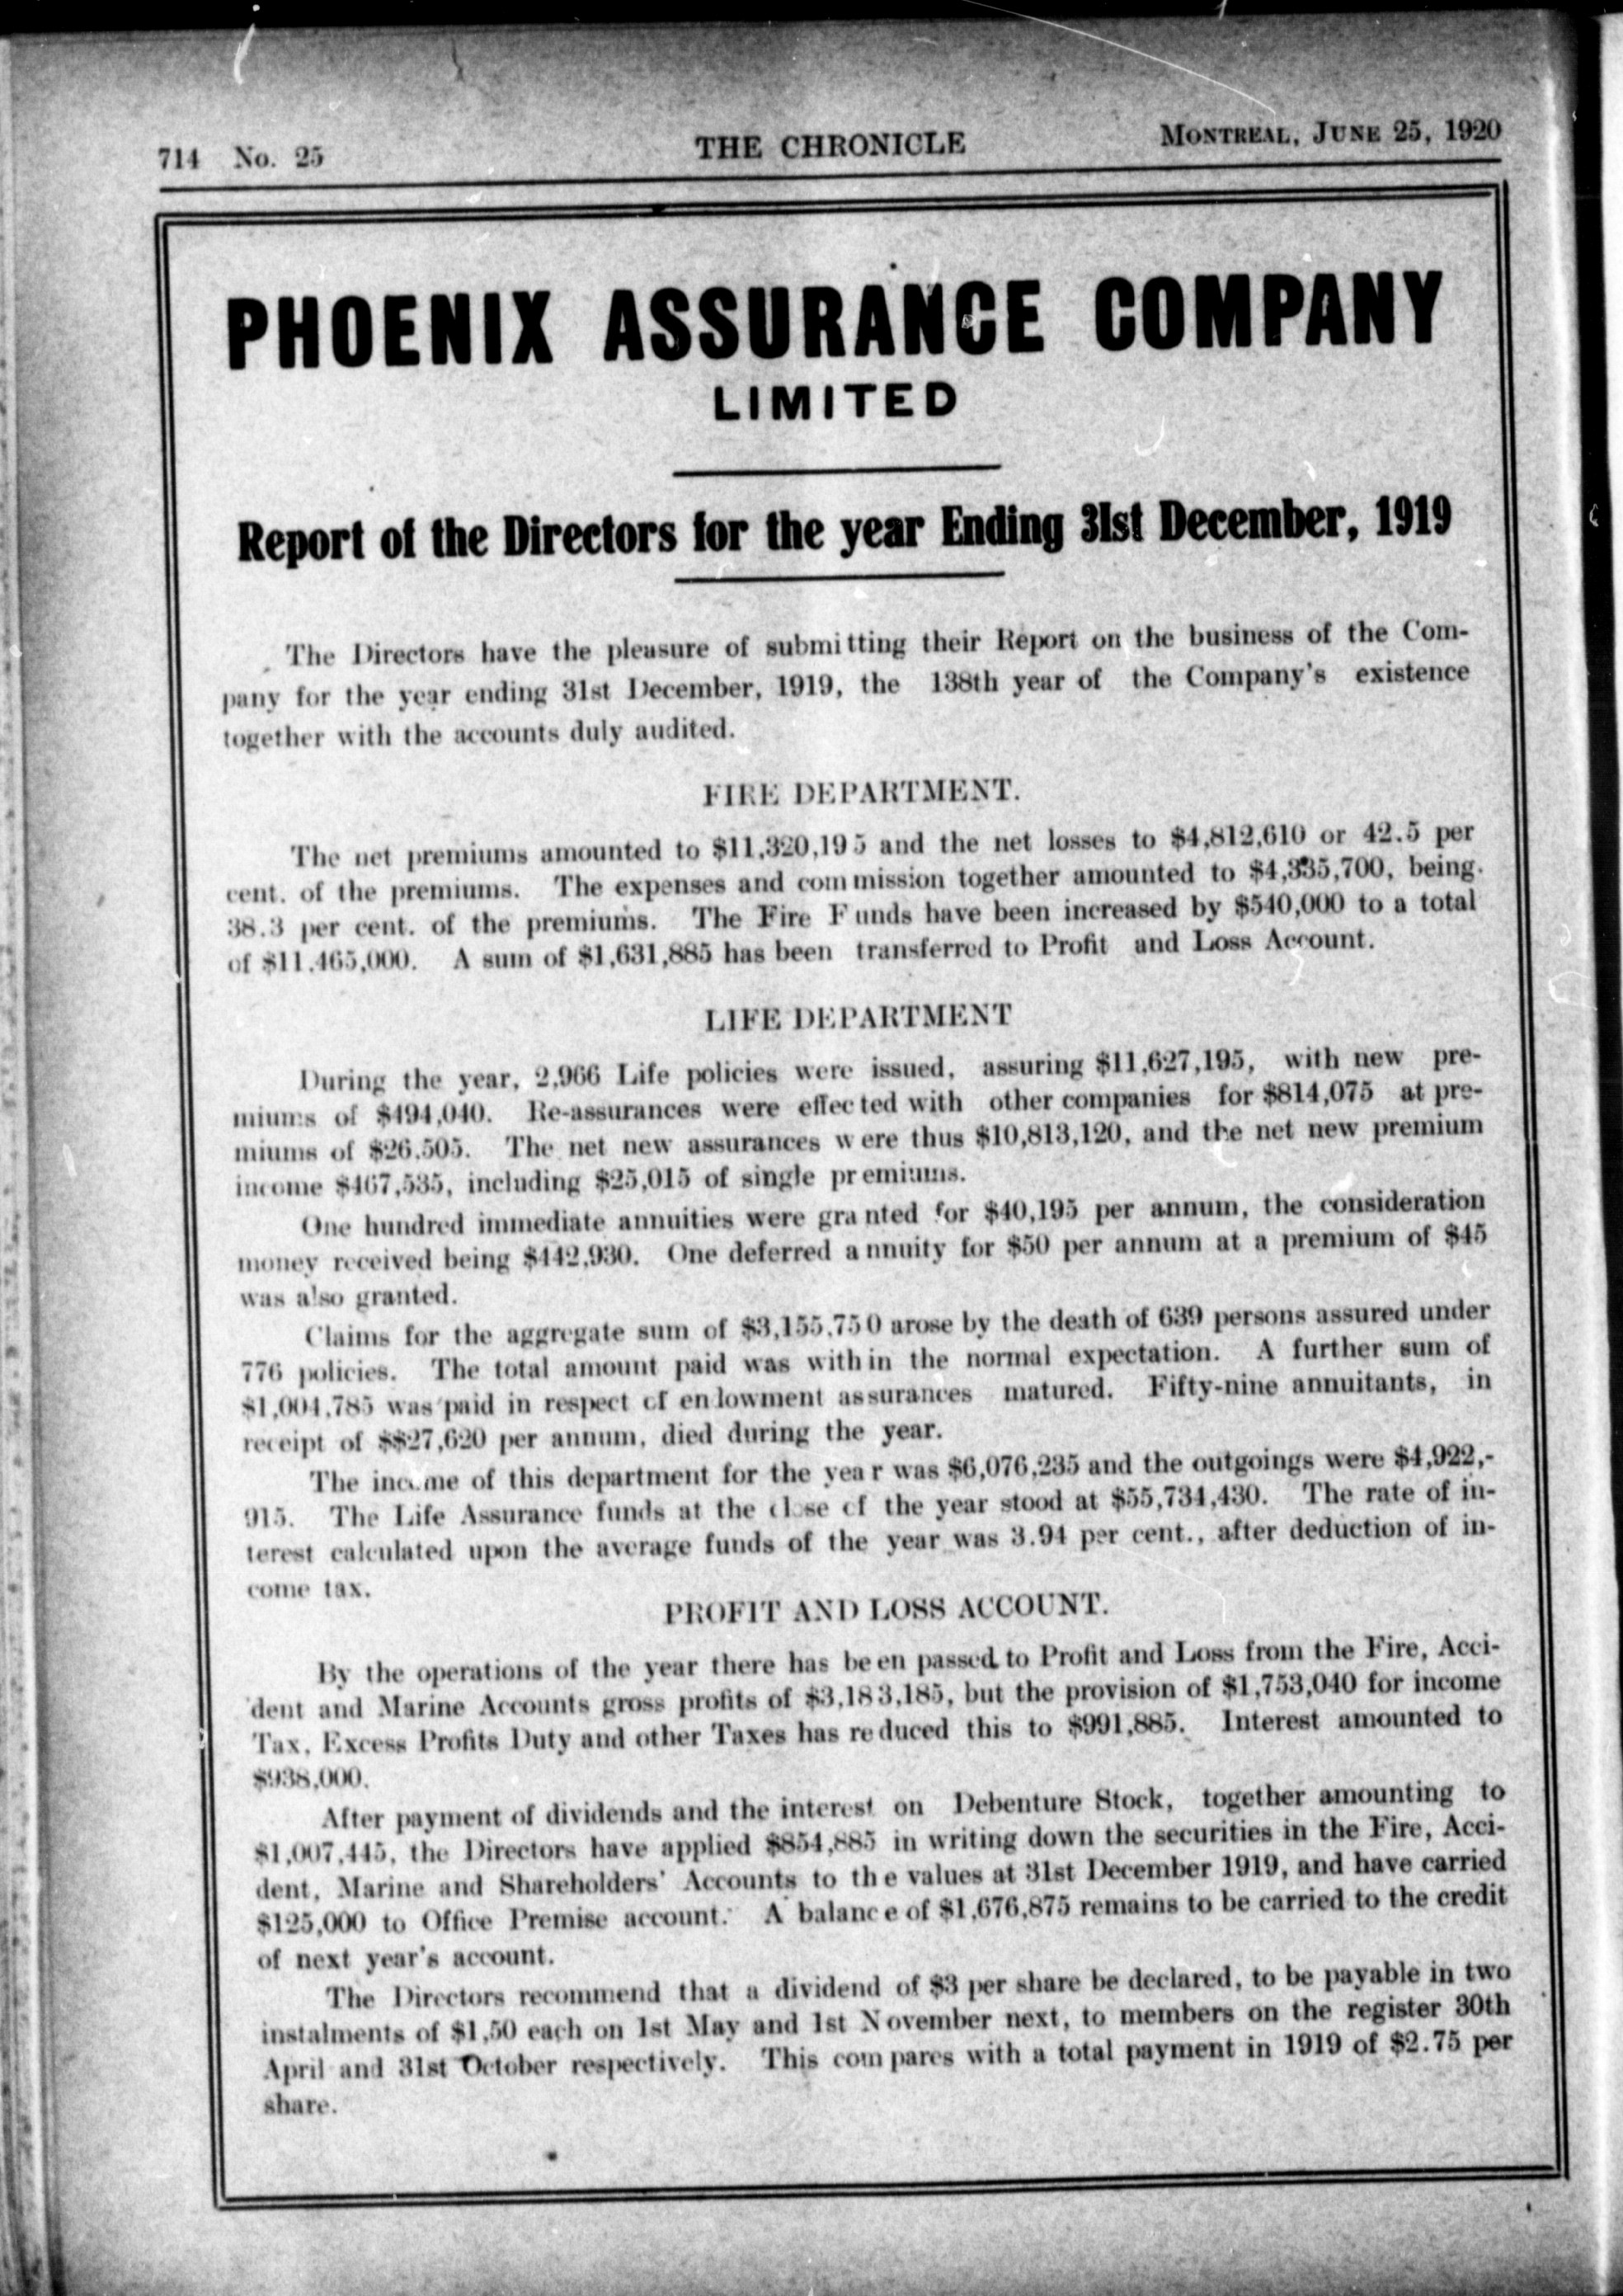 714 No. 25
THE CHRONICLE
MONTREAL, JUNE 25, 1920
PHOENIX ASSURANCE COMPANY
LIMITED
Report of the Directors for the year Ending 31st December, 1919
The Directors have the pleasure of submitting their Report on the business of the Com-
pany for the year ending 31st December, 1919, the 138th year of the Company's existence
together with the accounts duly audited.
FIRE DEPARTMENT.
The net premiums amounted to $11,320,195 and the net losses to $4,812,610 or 42.5 per
cent. of the premiums. The expenses and commission together amounted to $4,335,700, being
38.3 per cent. of the premiums. The Fire Funds have been increased by $540,000 to a total
of $11,465,000. A sum of $1,631,885 has been transferred to Profit and Loss Account.
LIFE DEPARTMENT
During the year, 2,966 Life policies were issued, assuring $11,627,195, with new pre-
miums of $494,040. Re-assurances were effected with other companies for $814,075 at pre-
miums of $26,505. The net new assurances were thus $10,813,120, and the net new premium
income $467,535, including $25,015 of single premiums.
One hundred immediate annuities were granted for $40,195 per annum, the consideration
money received being $442,930. One deferred annuity for $50 per annum at a premium of $45
was also granted.
Claims for the aggregate sum of $3,155,750 arose by the death of 639 persons assured under
776 policies. The total amount paid was within the normal expectation. A further sum of
$1,004,785 was paid in respect of enlowment assurances matured. Fifty-nine annuitants, in
receipt of $$27,620 per annum, died during the year.
The income of this department for the year was $6,076,235 and the outgoings were $4,922,-
915. The Life Assurance funds at the close of the year stood at $55,734,430. The rate of in-
terest calculated upon the average funds of the year was 3.94 per cent., after deduction of in-
come tax.
PROFIT AND LOSS ACCOUNT.
By the operations of the year there has been passed to Profit and Loss from the Fire, Acci-
dent and Marine Accounts gross profits of $3,183,185, but the provision of $1,753,040 for income
Tax, Excess Profits Duty and other Taxes has reduced this to $991,885. Interest amounted to
$938,000.
After payment of dividends and the interest on Debenture Stock, together amounting to
$1,007,445, the Directors have applied $854,885 in writing down the securities in the Fire, Acci-
dent, Marine and Shareholders' Accounts to the values at 31st December 1919, and have carried
$125,000 to Office Premise account. A balance of $1,676,875 remains to be carried to the credit
of next year's account.
The Directors recommend that a dividend of $3 per share be declared, to be payable in two
instalments of $1,50 each on 1st May and 1st November next, to members on the register 30th
April and 31st October respectively. This compares with a total payment in 1919 of $2.75 per
share.